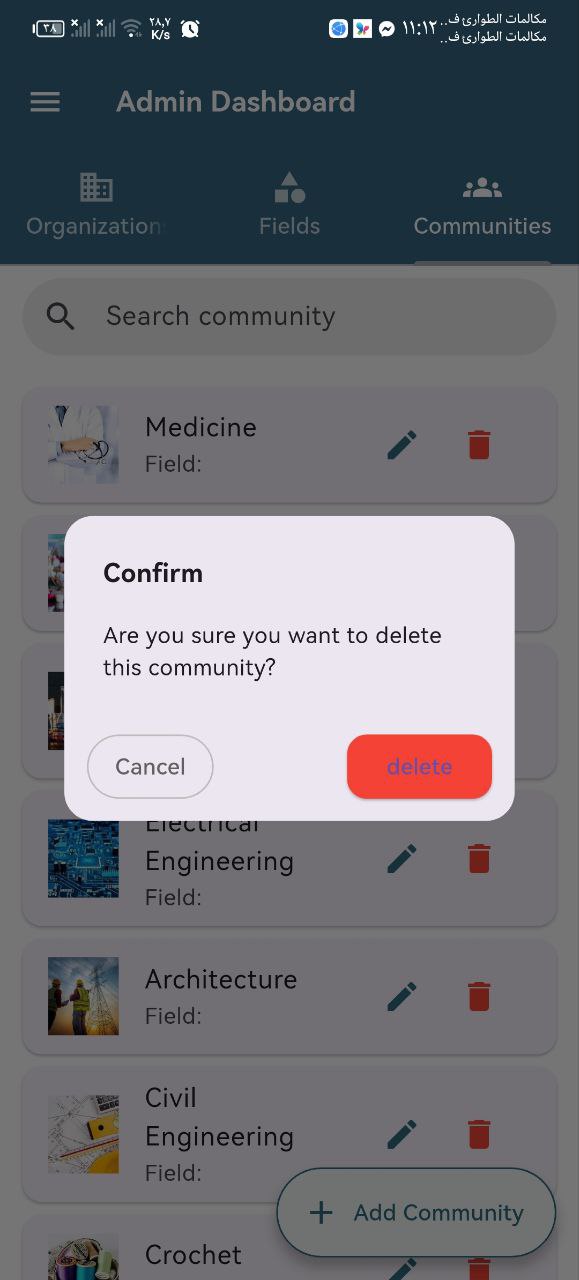 ٣٨
٢٨,٧
K/s
١١:١٢
مكالمات الطوارئ ف..
مكالمات الطوارئ ف..
Admin Dashboard
Organization
Fields
Communities
Search community
Medicine
Field:
Confirm
Are you sure you want to delete
this community?
Cancel
delete
Electrical
Engineering
Field:
Architecture
Field:
Civil
Engineering
Field:
Add Community
Crochet